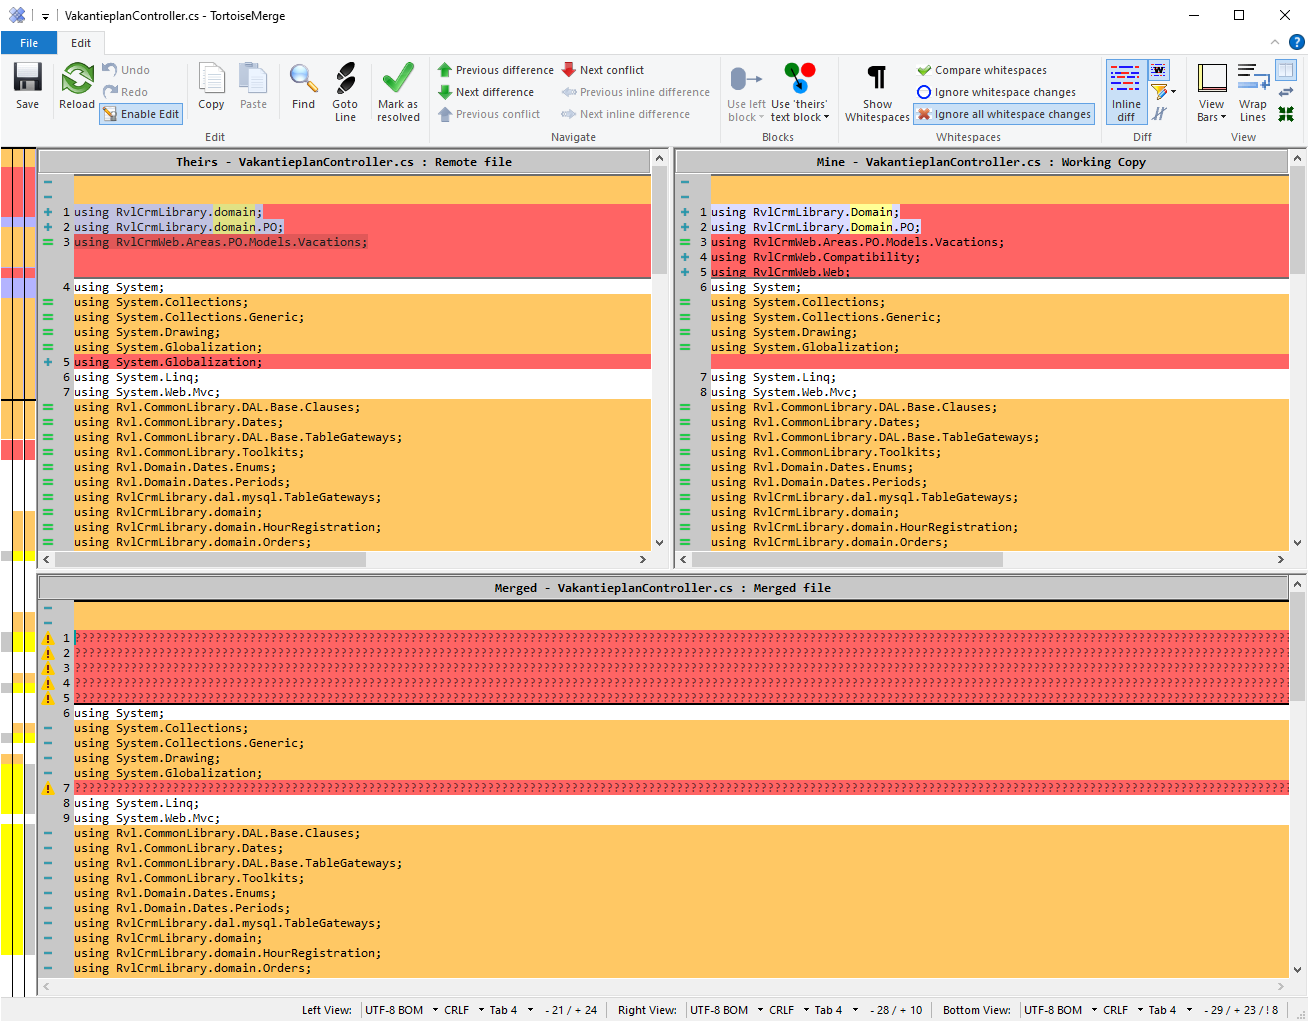 VakantieplanController.cs - TortoiseMerge
File Edit
Save
Reload
Undo
Redo
Enable Edit
Copy
Paste
Find
Goto Line
Mark as resolved
Edit
Previous difference
Next difference
Previous conflict
Next conflict
Previous inline difference
Next inline difference
Navigate
Use left block
Use 'theirs' text block
Blocks
Show Whitespaces
Compare whitespaces
Ignore whitespace changes
Ignore all whitespace changes
Whitespaces
Inline diff
Diff
View Bars
Wrap Lines
View
Theirs - VakantieplanController.cs : Remote file
1 using RvlCrmLibrary.domain;
2 using RvlCrmLibrary.domain.PO;
3 using RvlCrmWeb.Areas.PO.Models.Vacations;
4 using System;
using System.Collections;
using System.Collections.Generic;
using System.Drawing;
using System.Globalization;
5 using System.Globalization;
6 using System.Linq;
7 using System.Web.Mvc;
using Rvl.CommonLibrary.DAL.Base.Clauses;
using Rvl.CommonLibrary.Dates;
using Rvl.CommonLibrary.DAL.Base.TableGateways;
using Rvl.CommonLibrary.Toolkits;
using Rvl.Domain.Dates.Enums;
using Rvl.Domain.Dates.Periods;
using RvlCrmLibrary.dal.mysql.TableGateways;
using RvlCrmLibrary.domain;
using RvlCrmLibrary.domain.HourRegistration;
using RvlCrmLibrary.domain.Orders;
Mine - VakantieplanController.cs : Working Copy
1 using RvlCrmLibrary.Domain;
2 using RvlCrmLibrary.Domain.PO;
3 using RvlCrmWeb.Areas.PO.Models.Vacations;
4 using RvlCrmWeb.Compatibility;
5 using RvlCrmWeb.Web;
6 using System;
using System.Collections;
using System.Collections.Generic;
using System.Drawing;
using System.Globalization;
7 using System.Linq;
8 using System.Web.Mvc;
using Rvl.CommonLibrary.DAL.Base.Clauses;
using Rvl.CommonLibrary.Dates;
using Rvl.CommonLibrary.DAL.Base.TableGateways;
using Rvl.CommonLibrary.Toolkits;
using Rvl.Domain.Dates.Enums;
using Rvl.Domain.Dates.Periods;
using RvlCrmLibrary.dal.mysql.TableGateways;
using RvlCrmLibrary.domain;
using RvlCrmLibrary.domain.HourRegistration;
using RvlCrmLibrary.domain.Orders;
Merged - VakantieplanController.cs : Merged file
1
2
3
4
5
6 using System;
using System.Collections;
using System.Collections.Generic;
using System.Drawing;
using System.Globalization;
7
8 using System.Linq;
9 using System.Web.Mvc;
using Rvl.CommonLibrary.DAL.Base.Clauses;
using Rvl.CommonLibrary.Dates;
using Rvl.CommonLibrary.DAL.Base.TableGateways;
using Rvl.CommonLibrary.Toolkits;
using Rvl.Domain.Dates.Enums;
using Rvl.Domain.Dates.Periods;
using RvlCrmLibrary.dal.mysql.TableGateways;
using RvlCrmLibrary.domain;
using RvlCrmLibrary.domain.HourRegistration;
using RvlCrmLibrary.domain.Orders;
Left View: UTF-8 BOM CRLF Tab 4 - 21 / + 24 Right View: UTF-8 BOM CRLF Tab 4 - 28 / + 10 Bottom View: UTF-8 BOM CRLF Tab 4 - 29 / + 23 / ! 8